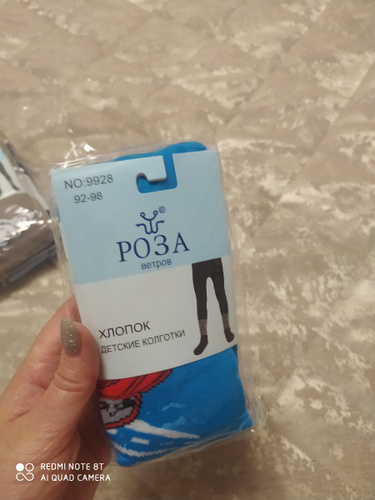 NO:9928
92-98
®
РОЗА
ветров
ХЛОПОК
ДЕТСКИЕ КОЛГОТКИ
REDMI NOTE 8T
AI QUAD CAMERA